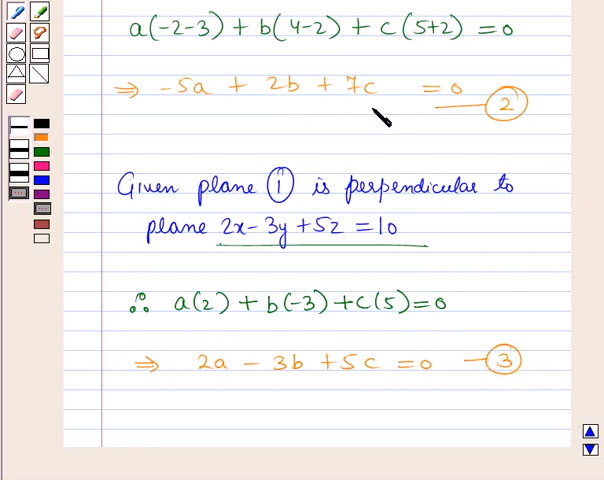 a(-2-3) + b(4-2) + c(5+2) = 0
⇒ -5a + 2b + 7c = 0 — ②
Given plane ① is perpendicular to
plane 2x-3y+5z=10
∴ a(2) + b(-3) + c(5) = 0
⇒ 2a - 3b + 5c = 0 — ③